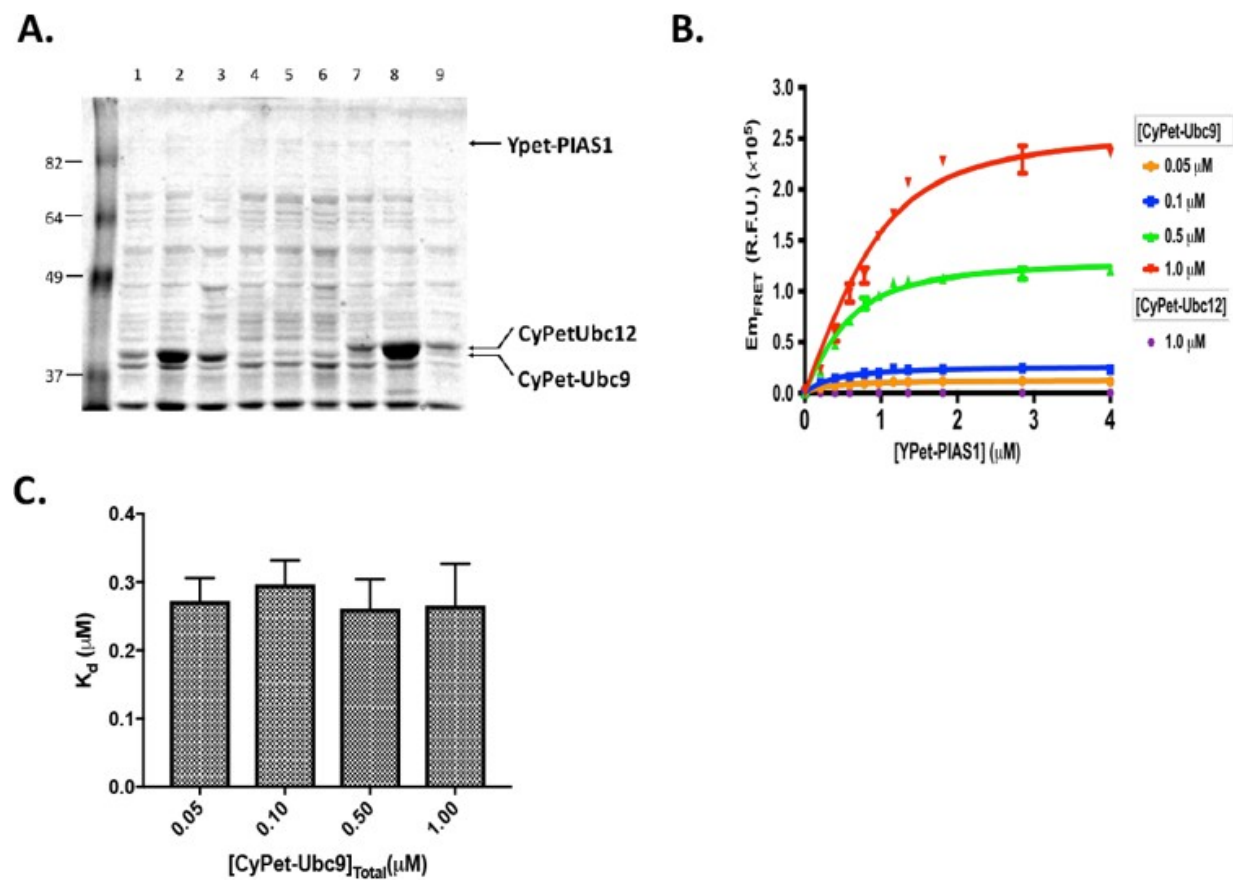 A.
1 2 3 4 5 6 7 8 9
Ypet-PIAS1
82
64
49
CyPetUbc12
37
CyPet-Ubc9
B.
3.0
2.5
2.0
1.5
1.0
0.5
0.0
0 1 2 3 4
Em_FRET (R.F.U.) (×10⁵)
[YPet-PIAS1] (μM)
[CyPet-Ubc9]
0.05 μM
0.1 μM
0.5 μM
1.0 μM
[CyPet-Ubc12]
1.0 μM
C.
0.4
0.3
0.2
0.1
0.0
K_d (μM)
0.05 0.10 0.50 1.00
[CyPet-Ubc9]_Total(μM)